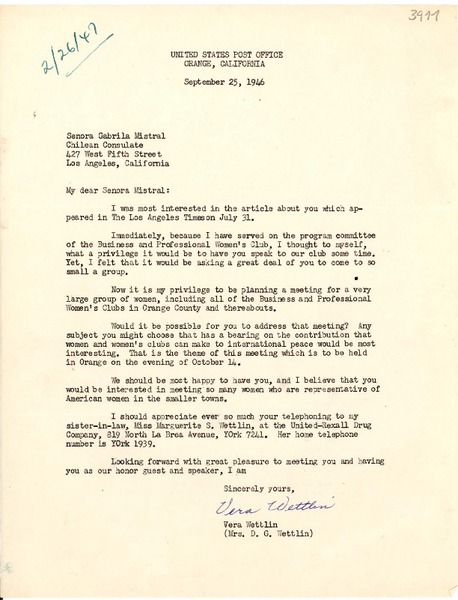 3911
2/26/47
UNITED STATES POST OFFICE
ORANGE, CALIFORNIA
September 25, 1946
Senora Gabrila Mistral
Chilean Consulate
427 West Fifth Street
Los Angeles, California
My dear Senora Mistral:
I was most interested in the article about you which ap-
peared in The Los Angeles Timeson July 31.
Immediately, because I have served on the program committee
of the Business and Professional Women's Club, I thought to myself,
what a privilege it would be to have you speak to our club some time.
Yet, I felt that it would be asking a great deal of you to come to so
small a group.
Now it is my privilege to be planning a meeting for a very
large group of women, including all of the Business and Professional
Women's Clubs in Orange County and thereabouts.
Would it be possible for you to address that meeting? Any
subject you might choose that has a bearing on the contribution that
women and women's clubs can make to international peace would be most
interesting. That is the theme of this meeting which is to be held
in Orange on the evening of October 14.
We should be most happy to have you, and I believe that you
would be interested in meeting so many women who are representative of
American women in the smaller towns.
I should appreciate ever so much your telephoning to my
sister-in-law, Miss Marguerite S. Wettlin, at the United-Rexall Drug
Company, 819 North La Brea Avenue, YOrk 7241. Her home telephone
number is YOrk 1939.
Looking forward with great pleasure to meeting you and having
you as our honor guest and speaker, I am
Sincerely yours,
Vera Wettlin
Vera Wettlin
(Mrs. D. G. Wettlin)